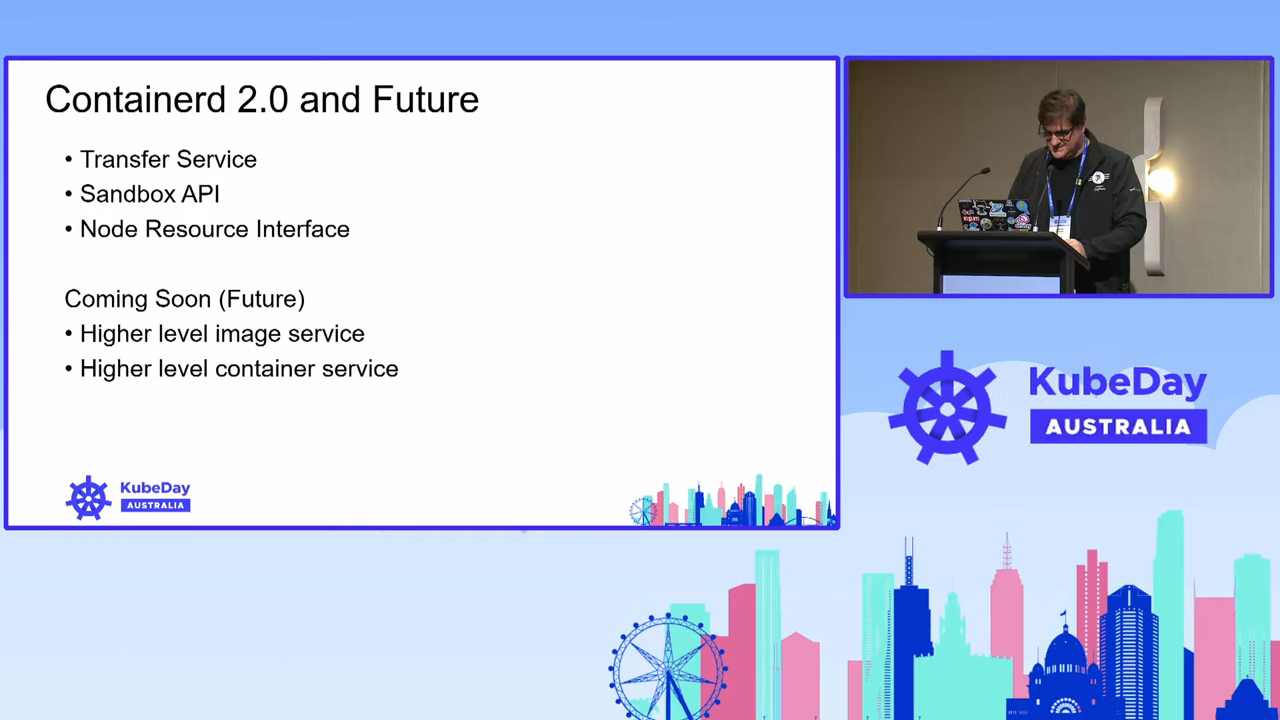 Containerd 2.0 and Future
• Transfer Service
• Sandbox API
• Node Resource Interface
Coming Soon (Future)
• Higher level image service
• Higher level container service
KubeDay
AUSTRALIA
npm
KubeDay
AUSTRALIA